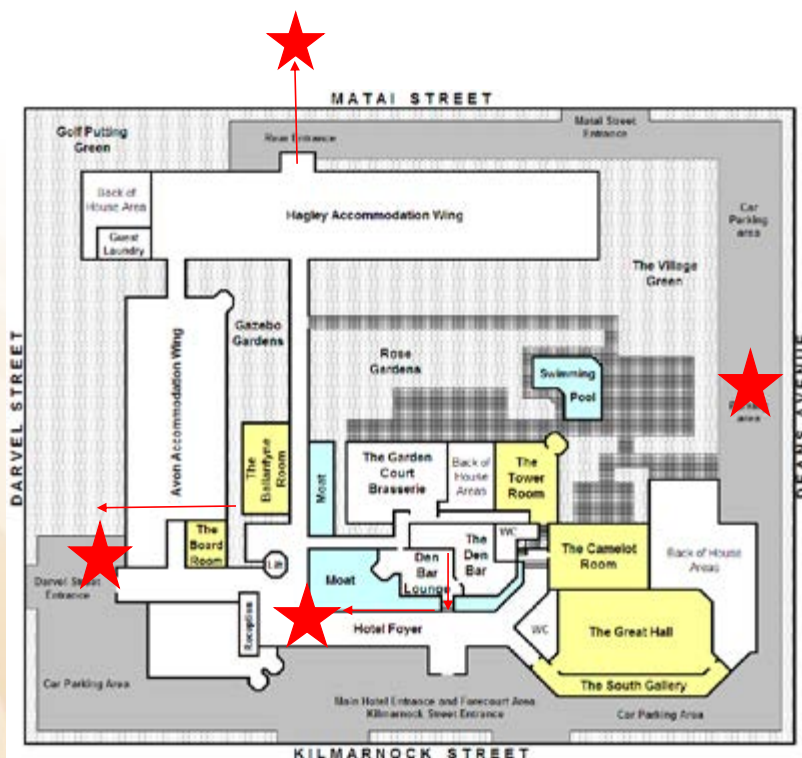 MATAI STREET
Golf Putting
Green
Rear Entrance
Matai Street
Entrance
Back of
House Area
Guest
Laundry
Hagley Accommodation Wing
Car
Parking
area
The Village
Green
Gazebo
Gardens
Rose
Gardens
Swimming
Pool
DARVEL STREET
Avon Accommodation Wing
DEANS AVENUE
area
The
Ballantyne
Room
Moat
The Garden
Court
Brasserie
Back of
House
Areas
The
Tower
Room
The
Board
Room
Lift
WC
The
Den
Bar
Den
Bar
Lounge
The Camelot
Room
Back of House
Areas
Darvel Street
Entrance
Moat
Reception
Hotel Foyer
WC
The Great Hall
The South Gallery
Car Parking Area
Main Hotel Entrance and Forecourt Area
Kilmarnock Street Entrance
Car Parking Area
KILMARNOCK STREET